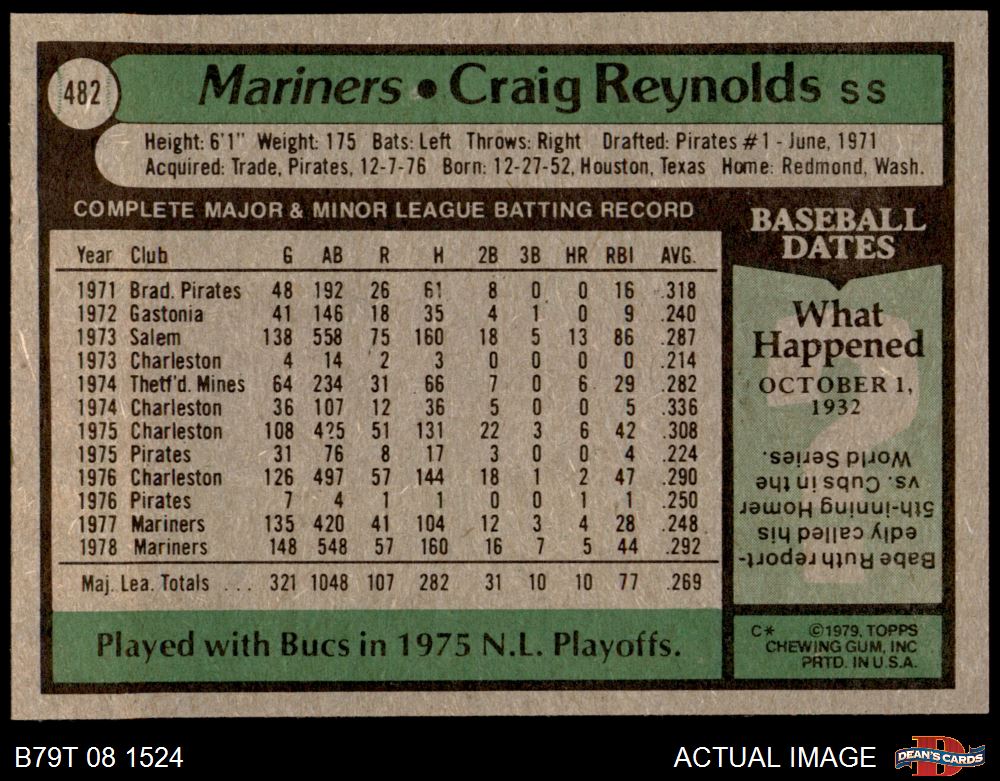 482
Mariners • Craig Reynolds SS
Height: 6'1" Weight: 175 Bats: Left Throws: Right Drafted: Pirates #1 - June, 1971
Acquired: Trade, Pirates, 12-7-76 Born: 12-27-52, Houston, Texas Home: Redmond, Wash.
COMPLETE MAJOR & MINOR LEAGUE BATTING RECORD
Year Club G AB R H 2B 3B HR RBI AVG.
1971 Brad. Pirates 48 192 26 61 8 0 0 16 .318
1972 Gastonia 41 146 18 35 4 1 0 9 .240
1973 Salem 138 558 75 160 18 5 13 86 .287
1973 Charleston 4 14 2 3 0 0 0 0 .214
1974 Thetf'd. Mines 64 234 31 66 7 0 6 29 .282
1974 Charleston 36 107 12 36 5 0 0 5 .336
1975 Charleston 108 425 51 131 22 3 6 42 .308
1975 Pirates 31 76 8 17 3 0 0 4 .224
1976 Charleston 126 497 57 144 18 1 2 47 .290
1976 Pirates 7 4 1 1 0 0 1 1 .250
1977 Mariners 135 420 41 104 12 3 4 28 .248
1978 Mariners 148 548 57 160 16 7 5 44 .292
Maj. Lea. Totals . . . 321 1048 107 282 31 10 10 77 .269
Played with Bucs in 1975 N.L. Playoffs.
BASEBALL
DATES
What
Happened
OCTOBER 1,
1932
Babe Ruth report-
edly called his
5th-inning Homer
vs. Cubs in the
World Series.
C* ©1979, TOPPS
CHEWING GUM, INC
PRTD. IN U.S.A.
B79T 08 1524
ACTUAL IMAGE
DEAN'S CARDS